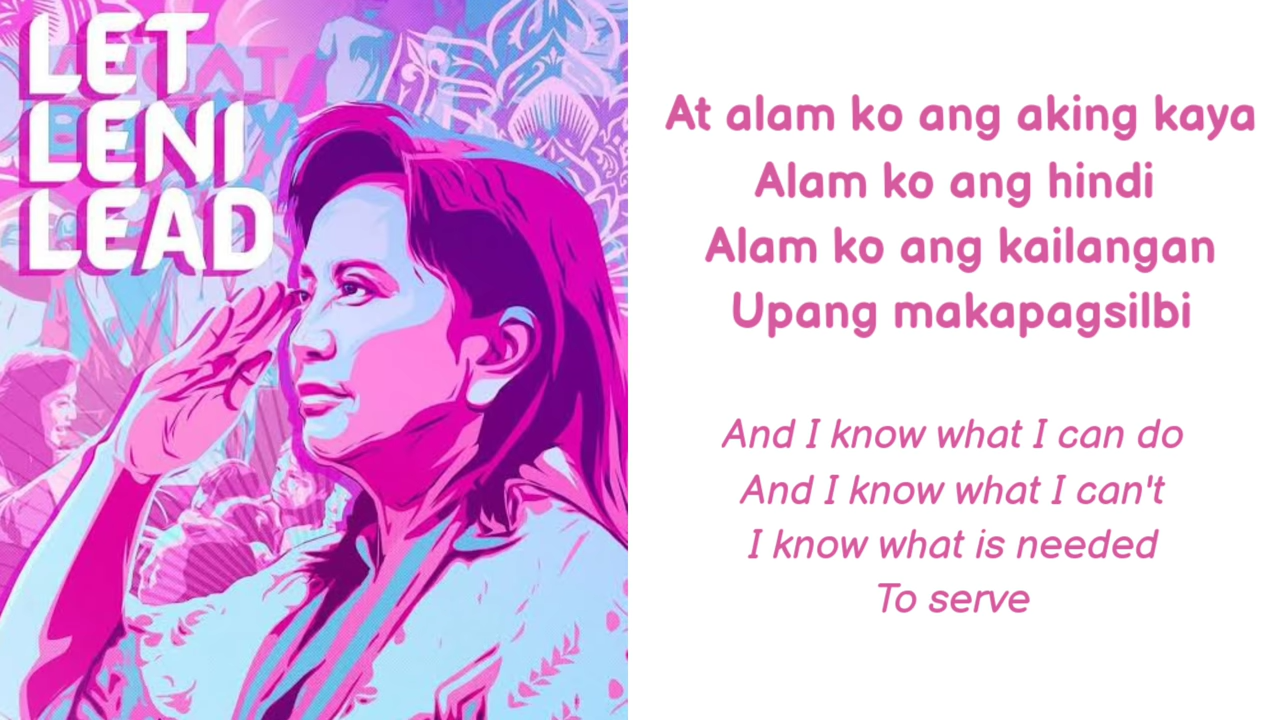 LET
LENI
LEAD
At alam ko ang aking kaya
Alam ko ang hindi
Alam ko ang kailangan
Upang makapagsilbi
And I know what I can do
And I know what I can't
I know what is needed
To serve